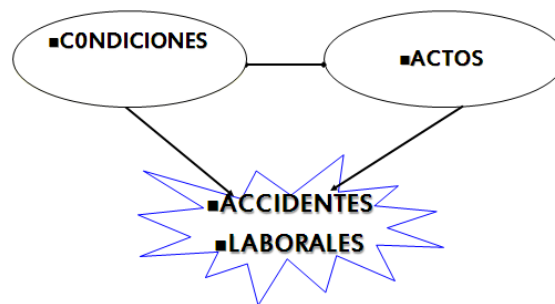 ▪C0NDICIONES
▪ACTOS
▪ACCIDENTES
▪LABORALES